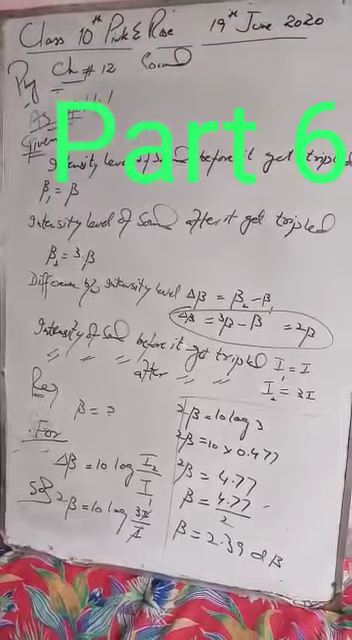 Class 10th Pink & Rise 19th June 2020
Phy Ch # 12 Sound
Part 6
Given
Intensity level of Sound before it get tripled
β₁ = β
Intensity level of Sound after it get tripled
β₂ = 3β
Difference b/w intensity level Δβ = β₂ - β₁
Δβ = 3β - β = 2β
Intensity of Sound before it get tripled I₁ = I
" " " after " " I₂ = 3I
Req
β = ?
For
Δβ = 10 log I₂/I₁
Sol 2β = 10 log 3I/I
2β = 10 log 3
2β = 10 x 0.477
2β = 4.77
β = 4.77/2
β = 2.39 dB